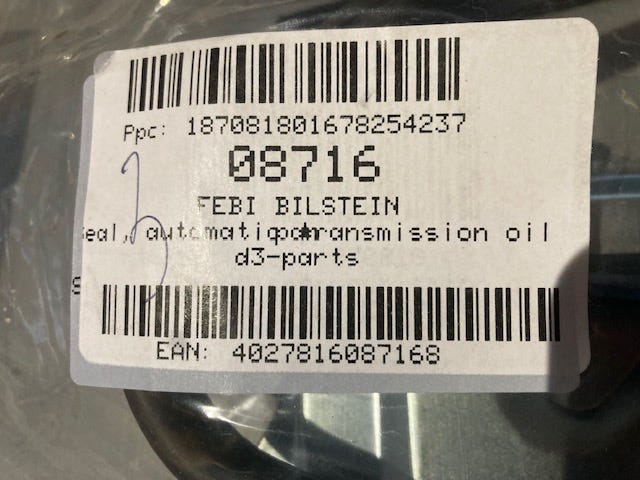 Ppc: 187081801678254237
08716
FEBI BILSTEIN
Seal, automatic transmission oil
d3-parts
S
EAN: 4027816087168